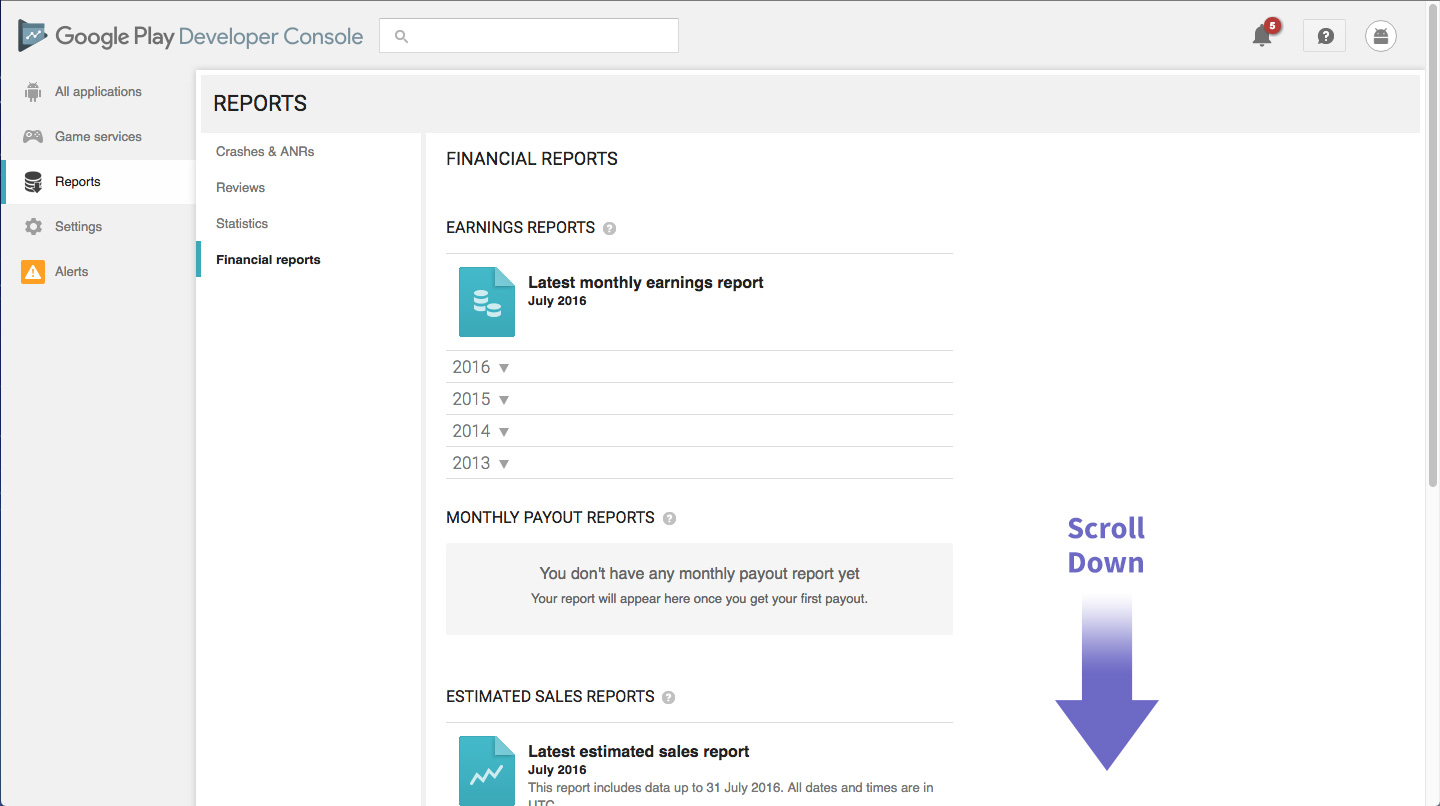 Google Play Developer Console
5
?
All applications
Game services
Reports
Settings
Alerts
REPORTS
Crashes & ANRs
Reviews
Statistics
Financial reports
FINANCIAL REPORTS
EARNINGS REPORTS ?
Latest monthly earnings report
July 2016
2016 ▼
2015 ▼
2014 ▼
2013 ▼
MONTHLY PAYOUT REPORTS ?
You don't have any monthly payout report yet
Your report will appear here once you get your first payout.
ESTIMATED SALES REPORTS ?
Latest estimated sales report
July 2016
This report includes data up to 31 July 2016. All dates and times are in
UTC.
Scroll
Down